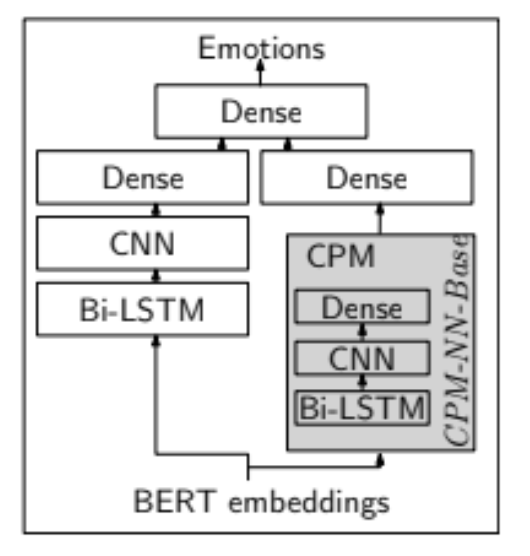 Emotions
Dense
Dense
Dense
CNN
CPM
Bi-LSTM
Dense
CNN
Bi-LSTM
CPM-NN-Base
BERT embeddings